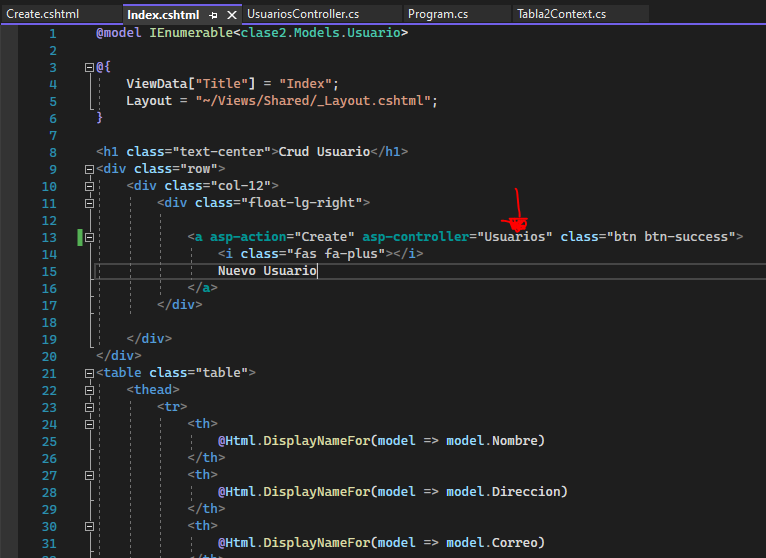 Create.cshtml Index.cshtml UsuariosController.cs Program.cs Tabla2Context.cs
1 @model IEnumerable<clase2.Models.Usuario>
2
3 @{
4 ViewData["Title"] = "Index";
5 Layout = "~/Views/Shared/_Layout.cshtml";
6 }
7
8 <h1 class="text-center">Crud Usuario</h1>
9 <div class="row">
10 <div class="col-12">
11 <div class="float-lg-right">
12
13 <a asp-action="Create" asp-controller="Usuarios" class="btn btn-success">
14 <i class="fas fa-plus"></i>
15 Nuevo Usuario
16 </a>
17 </div>
18
19 </div>
20 </div>
21 <table class="table">
22 <thead>
23 <tr>
24 <th>
25 @Html.DisplayNameFor(model => model.Nombre)
26 </th>
27 <th>
28 @Html.DisplayNameFor(model => model.Direccion)
29 </th>
30 <th>
31 @Html.DisplayNameFor(model => model.Correo)